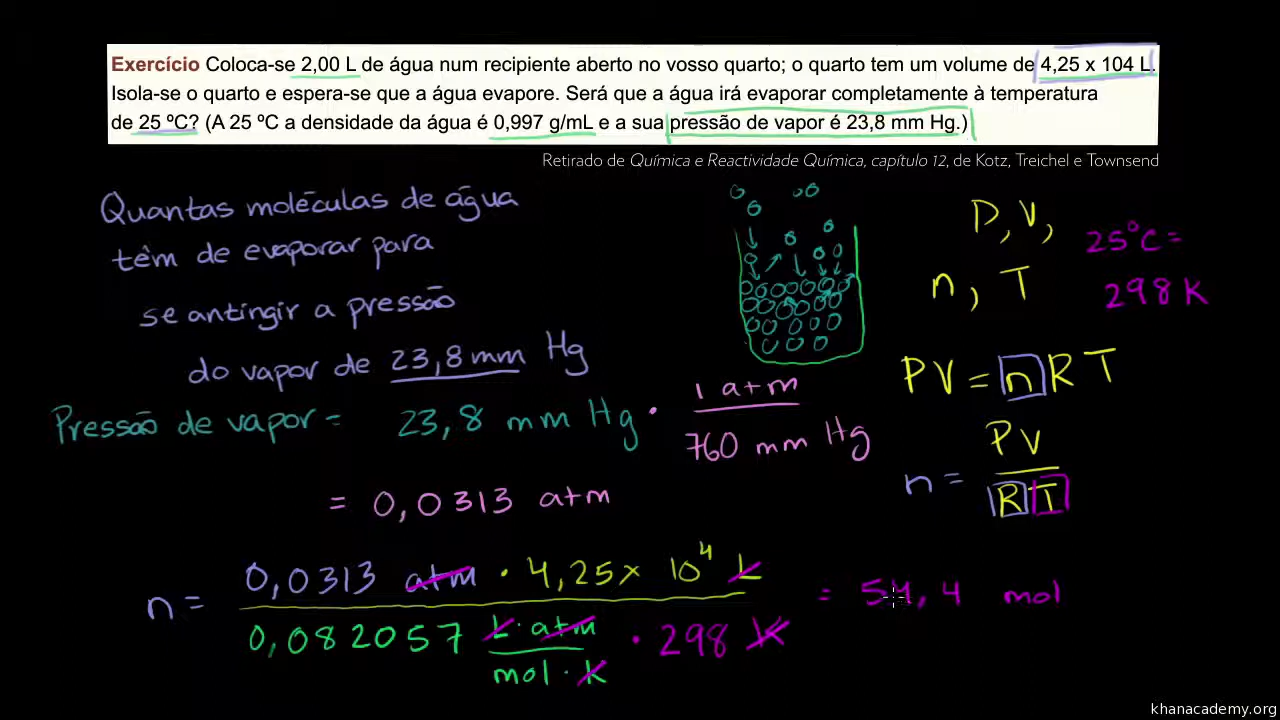 Exercício Coloca-se 2,00 L de água num recipiente aberto no vosso quarto; o quarto tem um volume de 4,25 x 104 L.
Isola-se o quarto e espera-se que a água evapore. Será que a água irá evaporar completamente à temperatura
de 25 ºC? (A 25 ºC a densidade da água é 0,997 g/mL e a sua pressão de vapor é 23,8 mm Hg.)
Retirado de Química e Reactividade Química, capítulo 12, de Kotz, Treichel e Townsend
Quantas moléculas de água
têm de evaporar para
se antingir a pressão
do vapor de 23,8 mm Hg
Pressão de vapor = 23,8 mm Hg · 1 atm / 760 mm Hg
= 0,0313 atm
P, V,
n, T
25°C =
298 K
PV = nRT
n = PV / RT
n = 0,0313 atm · 4,25 x 10^4 L / 0,082057 L·atm / mol·k · 298 K = 54,4 mol
khanacademy.org